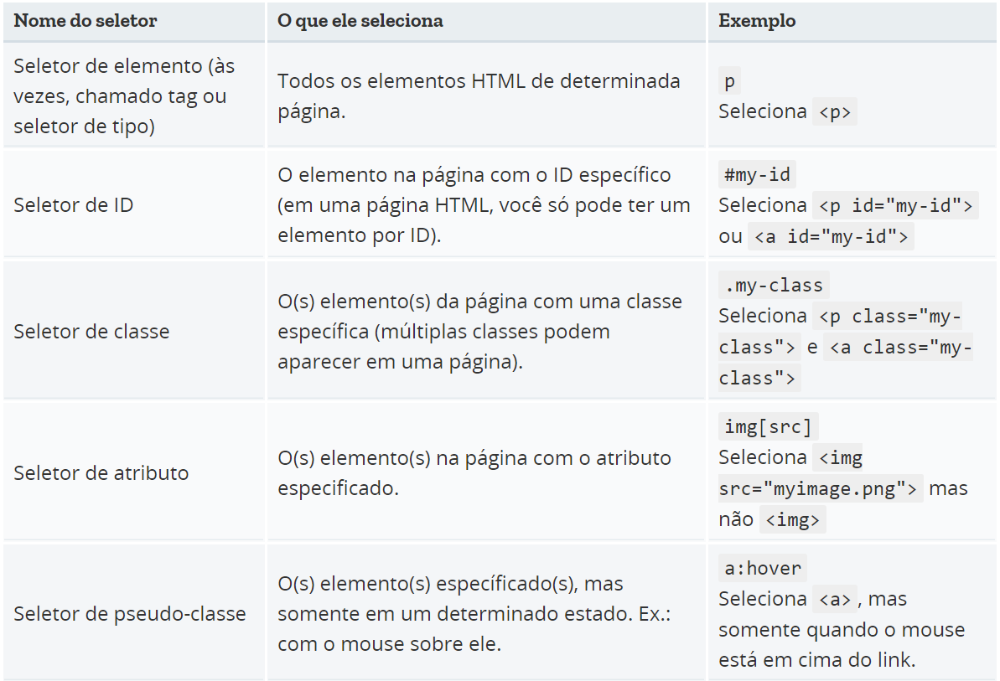 Nome do seletor
O que ele seleciona
Exemplo
Seletor de elemento (às
vezes, chamado tag ou
seletor de tipo)
Todos os elementos HTML de determinada
página.
p
Seleciona <p>
Seletor de ID
O elemento na página com o ID específico
(em uma página HTML, você só pode ter um
elemento por ID).
#my-id
Seleciona <p id="my-id">
ou <a id="my-id">
Seletor de classe
O(s) elemento(s) da página com uma classe
específica (múltiplas classes podem
aparecer em uma página).
.my-class
Seleciona <p class="my-
class"> e <a class="my-
class">
Seletor de atributo
O(s) elemento(s) na página com o atributo
especificado.
img[src]
Seleciona <img
src="myimage.png"> mas
não <img>
Seletor de pseudo-classe
O(s) elemento(s) específicado(s), mas
somente em um determinado estado. Ex.:
com o mouse sobre ele.
a:hover
Seleciona <a>, mas
somente quando o mouse
está em cima do link.